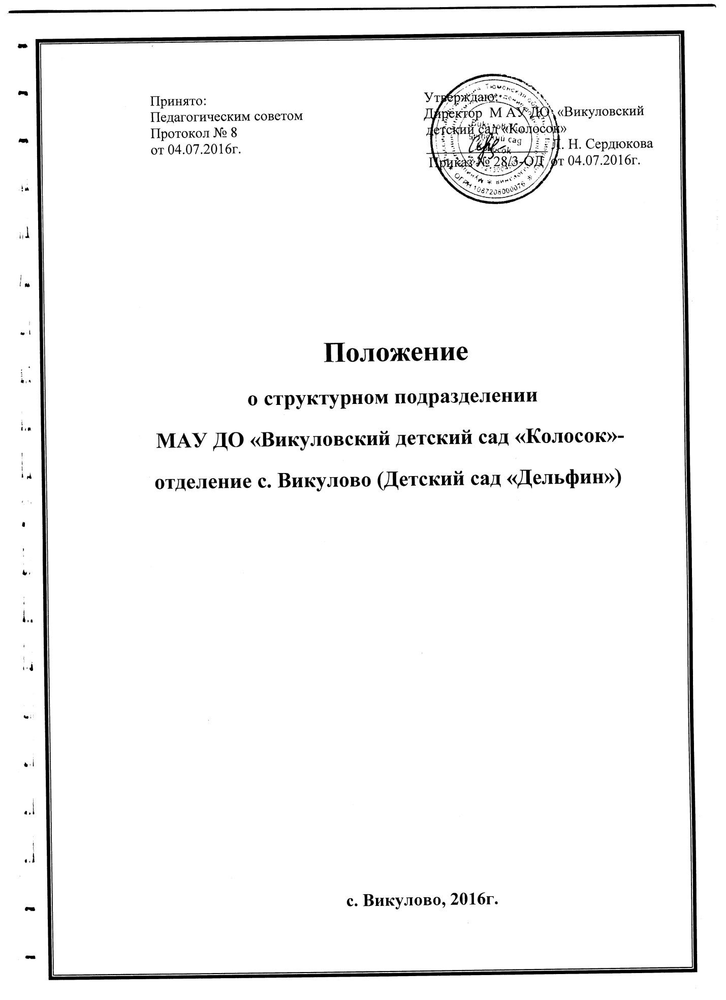 Принято:
Педагогическим советом
Протокол № 8
от 04.07.2016г.
Утверждаю:
Директор М АУ ДО «Викуловский
детский сад «Колосок»
Л. Н. Сердюкова
Приказ № 28/3-ОД от 04.07.2016г.
Тюменская
сад
ОГРН 1087208000076
Положение
о структурном подразделении
МАУ ДО «Викуловский детский сад «Колосок»-
отделение с. Викулово (Детский сад «Дельфин»)
с. Викулово, 2016г.